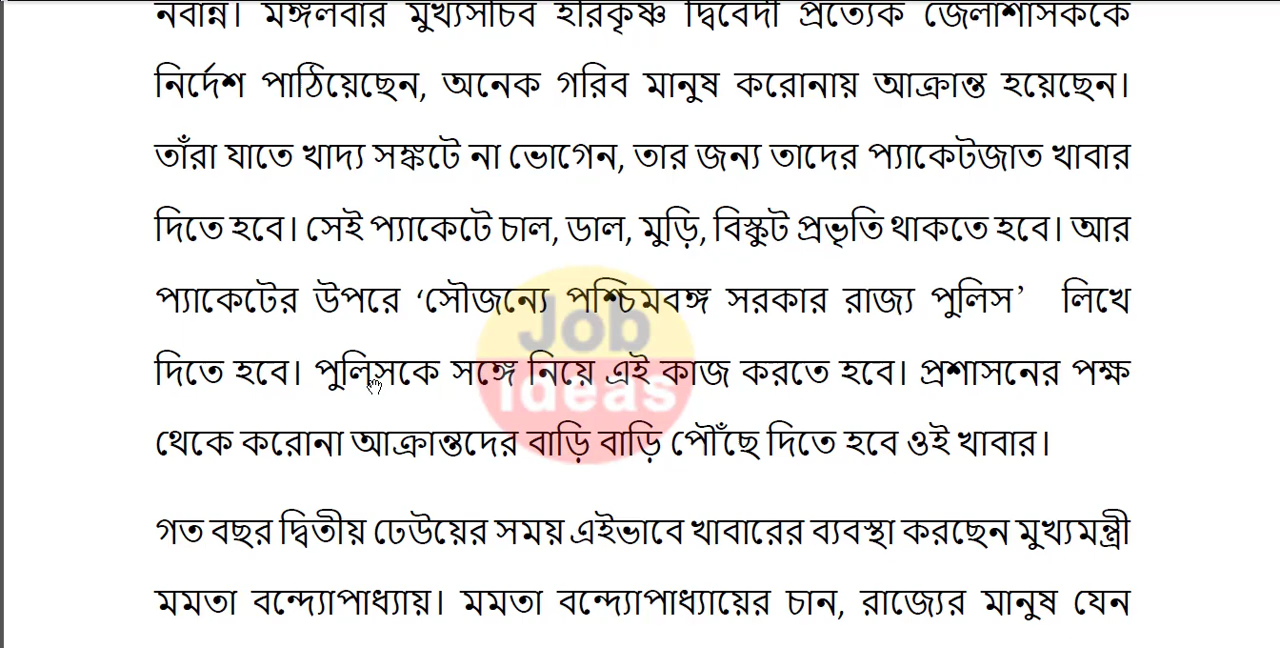 নবান্ন। মঙ্গলবার মুখ্যসচিব হরিকৃষ্ণ দ্বিবেদী প্রত্যেক জেলাশাসককে
নির্দেশ পাঠিয়েছেন, অনেক গরিব মানুষ করোনায় আক্রান্ত হয়েছেন।
তাঁরা যাতে খাদ্য সঙ্কটে না ভোগেন, তার জন্য তাদের প্যাকেটজাত খাবার
দিতে হবে। সেই প্যাকেটে চাল, ডাল, মুড়ি, বিস্কুট প্রভৃতি থাকতে হবে। আর
প্যাকেটের উপরে ‘সৌজন্যে পশ্চিমবঙ্গ সরকার রাজ্য পুলিস’ লিখে
Job
দিতে হবে। পুলিসকে সঙ্গে নিয়ে এই কাজ করতে হবে। প্রশাসনের পক্ষ
Ideas
থেকে করোনা আক্রান্তদের বাড়ি বাড়ি পৌঁছে দিতে হবে ওই খাবার।
গত বছর দ্বিতীয় ঢেউয়ের সময় এইভাবে খাবারের ব্যবস্থা করছেন মুখ্যমন্ত্রী
মমতা বন্দ্যোপাধ্যায়। মমতা বন্দ্যোপাধ্যায়ের চান, রাজ্যের মানুষ যেন